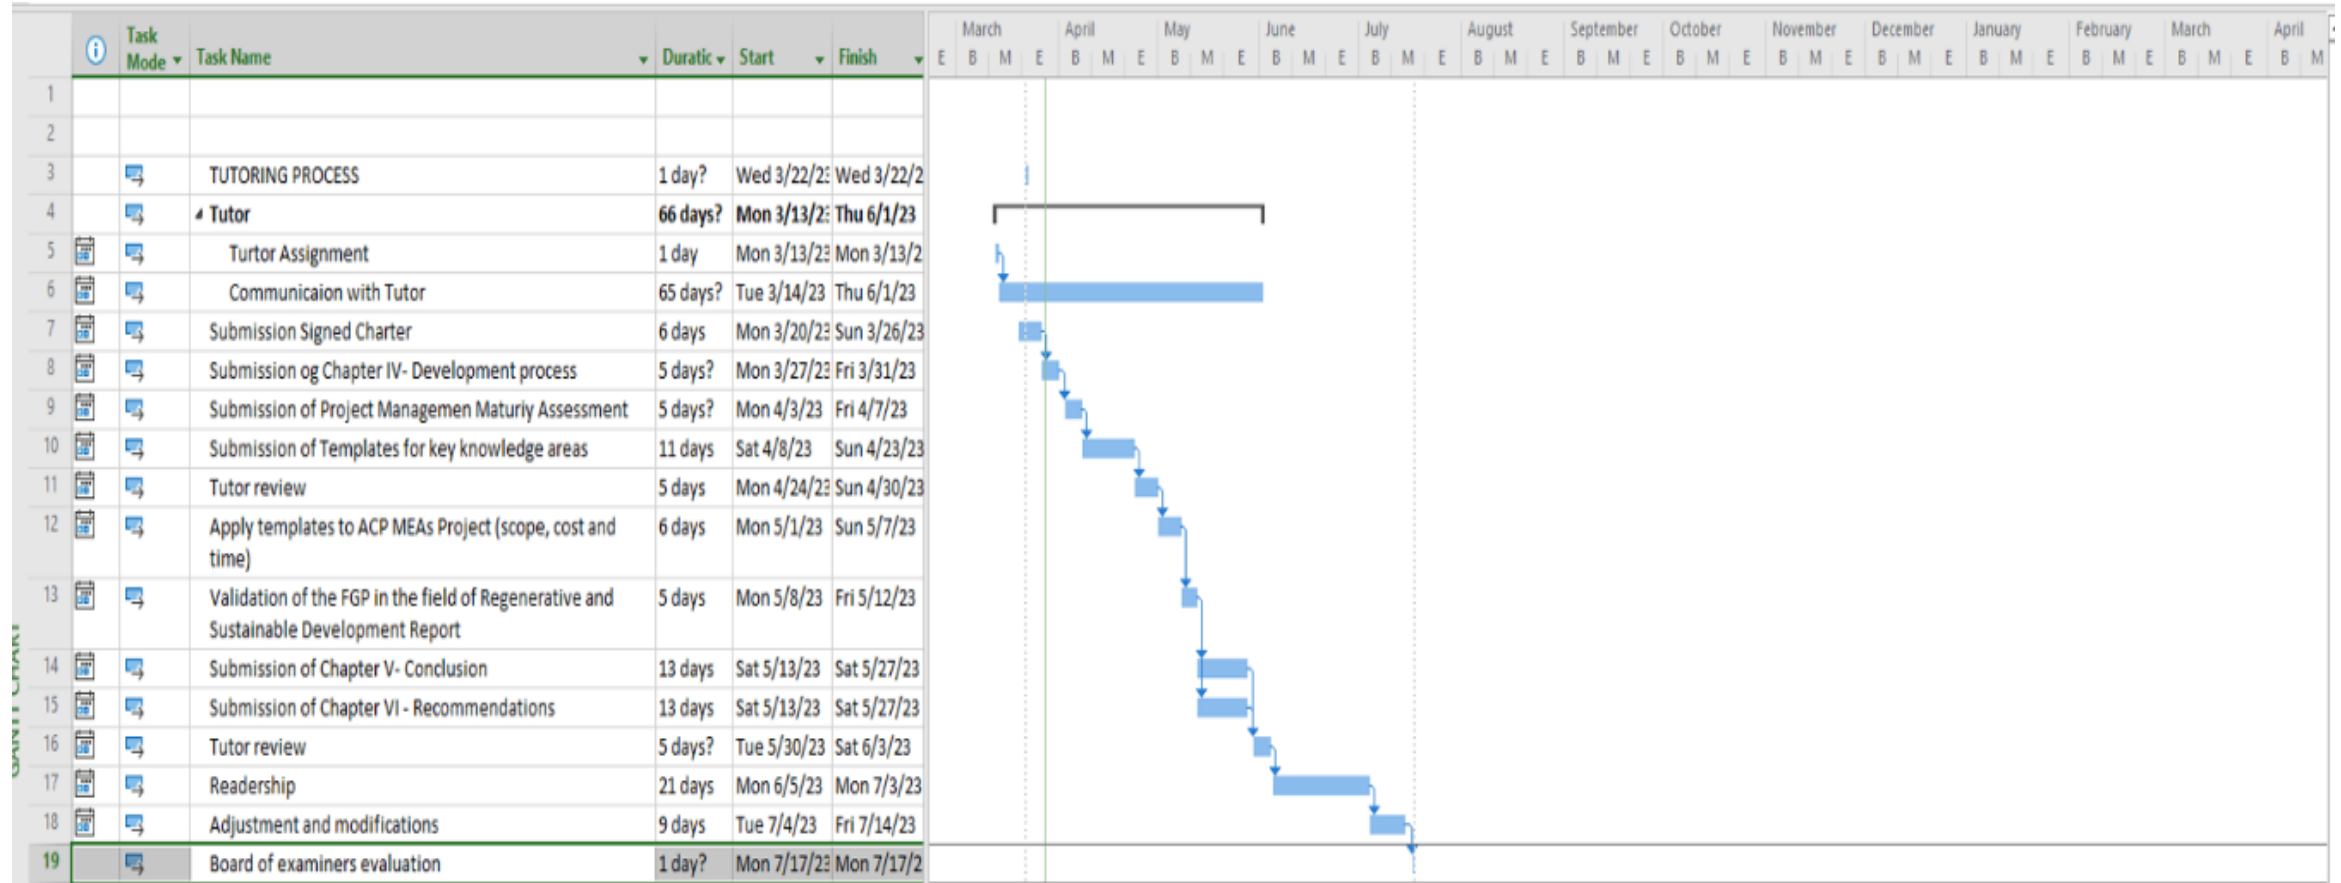 March April May June July August September October November December January February March April
Task
Mode Task Name Duratic Start Finish
E B M E B M E B M E B M E B M E B M E B M E B M E B M E B M E B M E B M E B M E B M
1
2
3 TUTORING PROCESS 1 day? Wed 3/22/23 Wed 3/22/2
4 Tutor 66 days? Mon 3/13/23 Thu 6/1/23
5 Turtor Assignment 1 day Mon 3/13/23 Mon 3/13/2
6 Communicaion with Tutor 65 days? Tue 3/14/23 Thu 6/1/23
7 Submission Signed Charter 6 days Mon 3/20/23 Sun 3/26/23
8 Submission og Chapter IV- Development process 5 days? Mon 3/27/23 Fri 3/31/23
9 Submission of Project Managemen Maturiy Assessment 5 days? Mon 4/3/23 Fri 4/7/23
10 Submission of Templates for key knowledge areas 11 days Sat 4/8/23 Sun 4/23/23
11 Tutor review 5 days Mon 4/24/23 Sun 4/30/23
12 Apply templates to ACP MEAs Project (scope, cost and 6 days Mon 5/1/23 Sun 5/7/23
time)
13 Validation of the FGP in the field of Regenerative and 5 days Mon 5/8/23 Fri 5/12/23
Sustainable Development Report
14 Submission of Chapter V- Conclusion 13 days Sat 5/13/23 Sat 5/27/23
15 Submission of Chapter VI - Recommendations 13 days Sat 5/13/23 Sat 5/27/23
16 Tutor review 5 days? Tue 5/30/23 Sat 6/3/23
17 Readership 21 days Mon 6/5/23 Mon 7/3/23
18 Adjustment and modifications 9 days Tue 7/4/23 Fri 7/14/23
19 Board of examiners evaluation 1 day? Mon 7/17/23 Mon 7/17/2